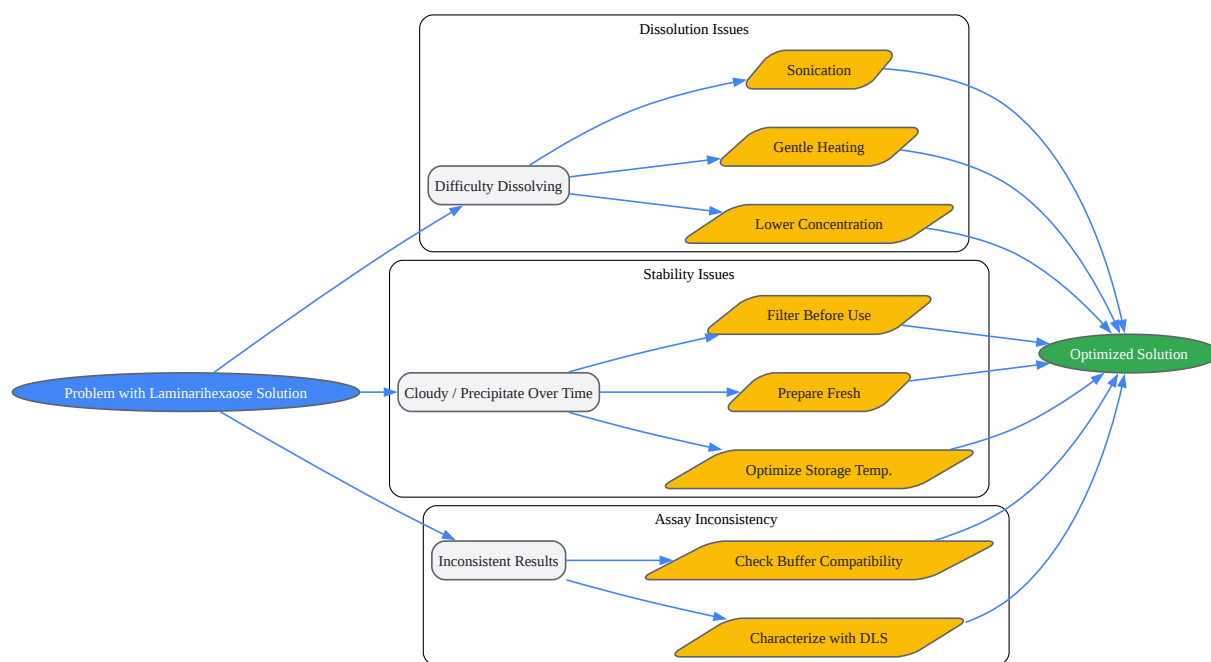 Dissolution Issues
Sonication
Gentle Heating
Difficulty Dissolving
Lower Concentration
Stability Issues
Filter Before Use
Optimized Solution
Problem with Laminarihexaose Solution
Cloudy / Precipitate Over Time
Prepare Fresh
Optimize Storage Temp.
Assay Inconsistency
Inconsistent Results
Check Buffer Compatibility
Characterize with DLS